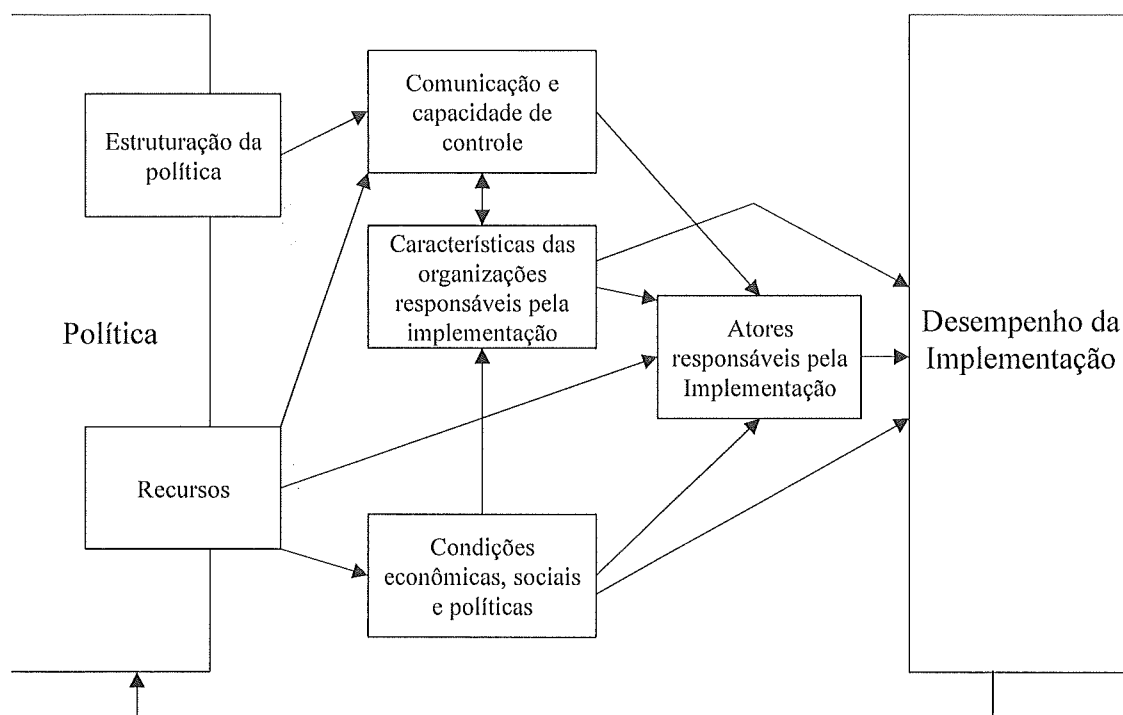 Comunicação e
capacidade de
controle
Estruturação da
política
Características das
organizações
responsáveis pela
implementação
Política
Atores
responsáveis pela
Implementação
Desempenho da
Implementação
Recursos
Condições
econômicas, sociais
e políticas